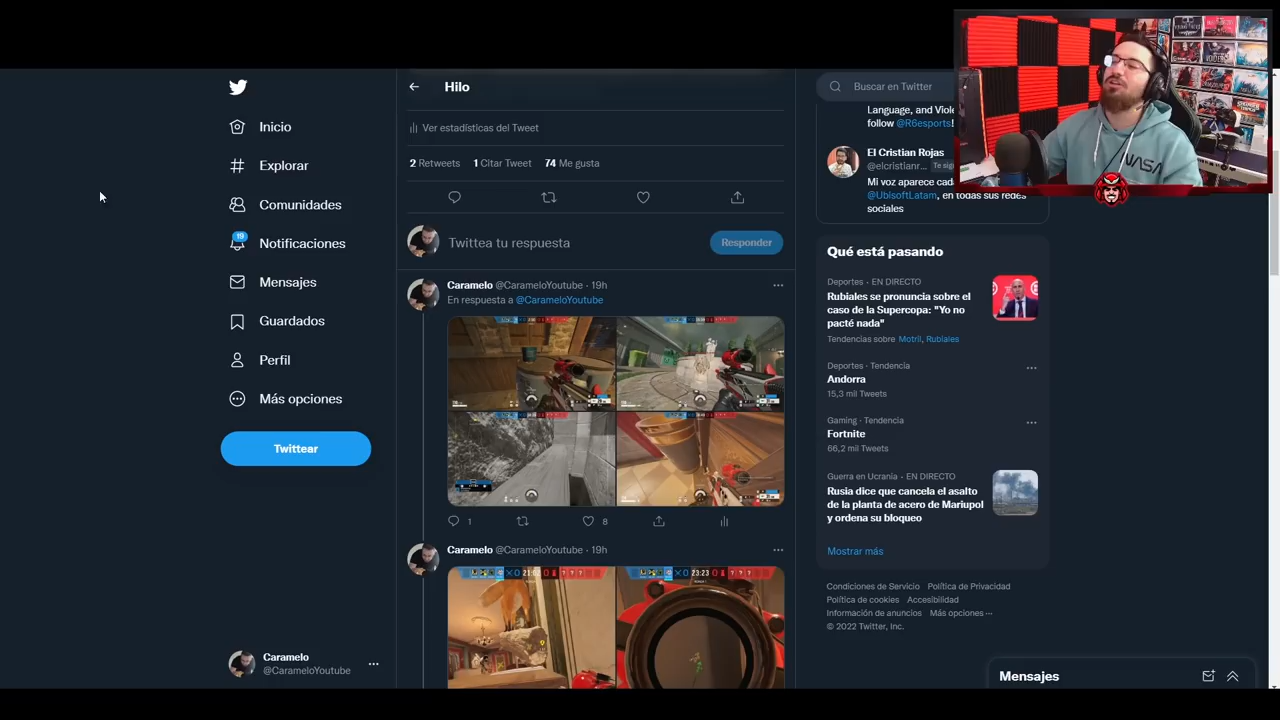 Inicio
Explorar
Comunidades
19
Notificaciones
Mensajes
Guardados
Perfil
Más opciones
Twittear
Caramelo
@CarameloYoutube
Hilo
Ver estadísticas del Tweet
2 Retweets 1 Citar Tweet 74 Me gusta
Twittea tu respuesta
Responder
Caramelo @CarameloYoutube · 19h
En respuesta a @CarameloYoutube
1
8
Caramelo @CarameloYoutube · 19h
23:23
Buscar en Twitter
Language, and
follow @R6esports!
El Cristian Rojas
@elcristianr...
Mi voz aparece
@UbisoftLatam, en todas sus redes
sociales
Qué está pasando
Deportes · EN DIRECTO
Rubiales se pronuncia sobre el
caso de la Supercopa: "Yo no
pacté nada"
Tendencias sobre Motril, Rubiales
Deportes · Tendencia
Andorra
15,3 mil Tweets
Gaming · Tendencia
Fortnite
66,2 mil Tweets
Guerra en Ucrania · EN DIRECTO
Rusia dice que cancela el asalto
de la planta de acero de Mariupol
y ordena su bloqueo
Mostrar más
Condiciones de Servicio Política de Privacidad
Política de cookies Accesibilidad
Información de anuncios Más opciones ···
© 2022 Twitter, Inc.
Mensajes
NASA